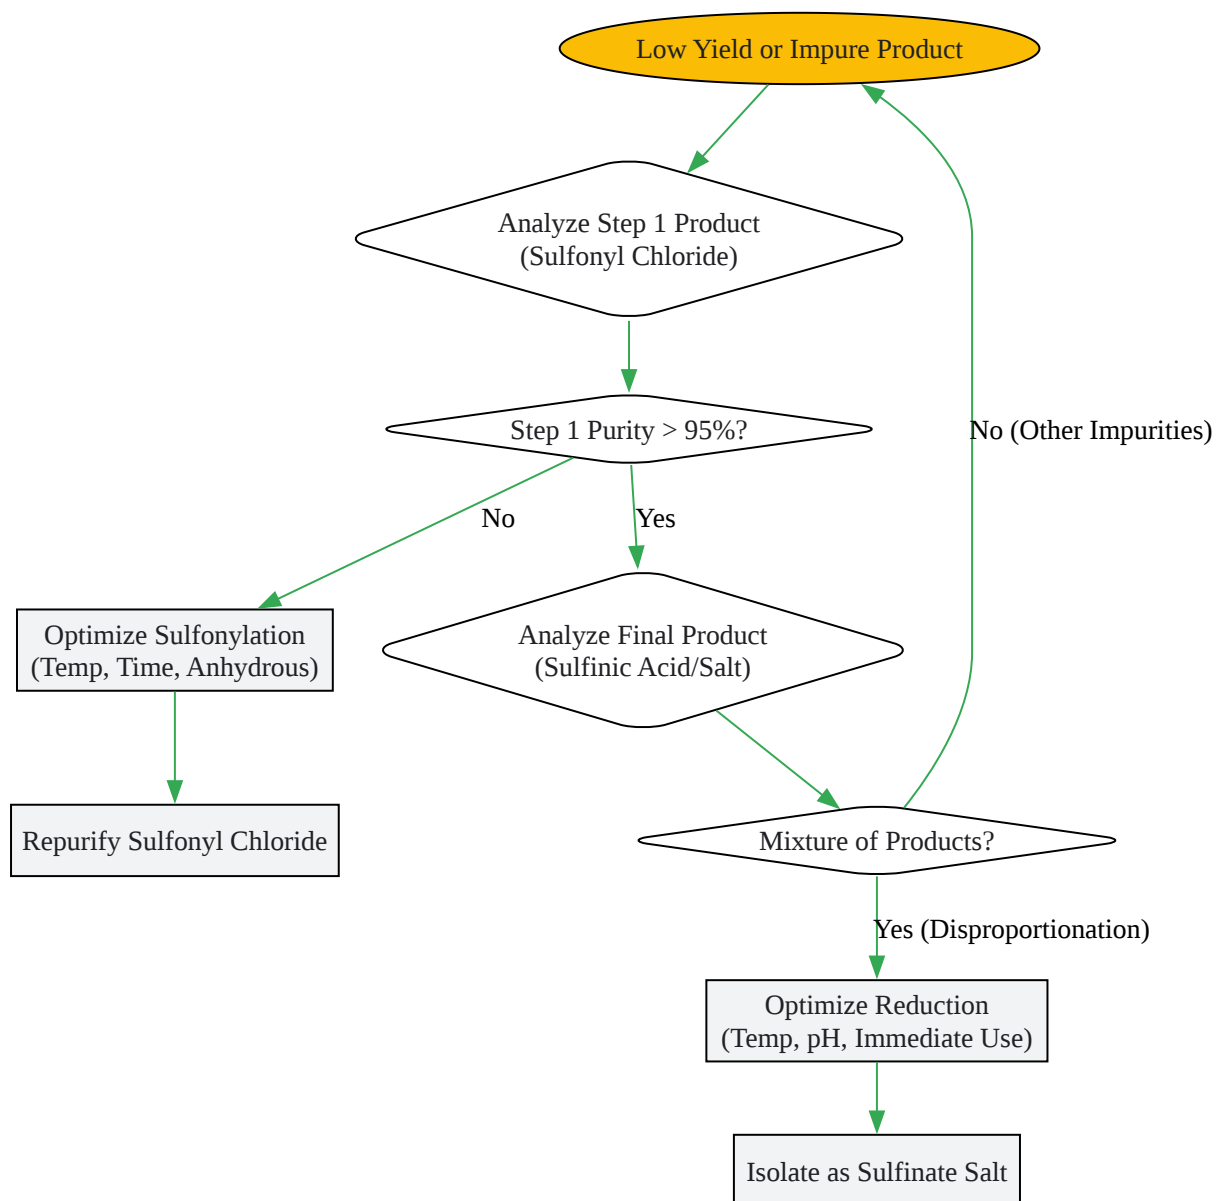 Low Yield or Impure Product
Analyze Step 1 Product
(Sulfonyl Chloride)
Step 1 Purity > 95%?
No (Other Impurities)
No
Yes
Optimize Sulfonylation
(Temp, Time, Anhydrous)
Analyze Final Product
(Sulfinic Acid/Salt)
Repurify Sulfonyl Chloride
Mixture of Products?
Yes (Disproportionation)
Optimize Reduction
(Temp, pH, Immediate Use)
Isolate as Sulfinate Salt